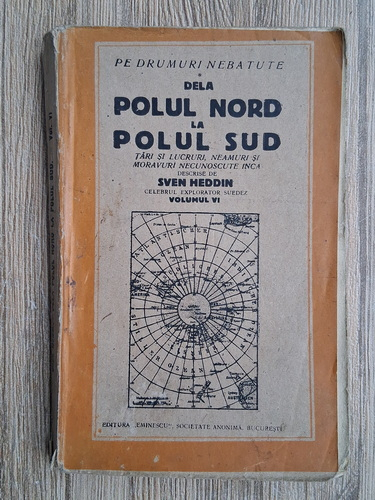 PE DRUMURI NEBATUTE
*
DELA
POLUL NORD
LA
POLUL SUD
ȚĂRI ȘI LUCRURI, NEAMURI ȘI
MORAVURI NECUNOSCUTE INCA
DESCRISE DE
SVEN HEDDIN
CELEBRUL EXPLORATOR SUEDEZ
VOLUMUL VI
EDITURA „EMINESCU”, SOCIETATE ANONIMĂ, BUCUREȘTI